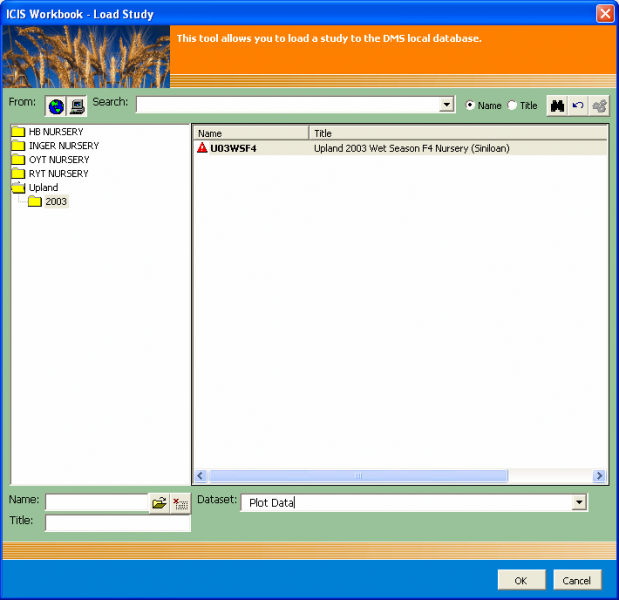 ICIS Workbook - Load Study
This tool allows you to load a study to the DMS local database.
From: Search: Name Title
Name Title
HB NURSERY
INGER NURSERY
OYT NURSERY
RYT NURSERY
Upland
2003
U03WSF4 Upland 2003 Wet Season F4 Nursery (Siniloan)
Name: Dataset: Plot Data
Title:
OK Cancel